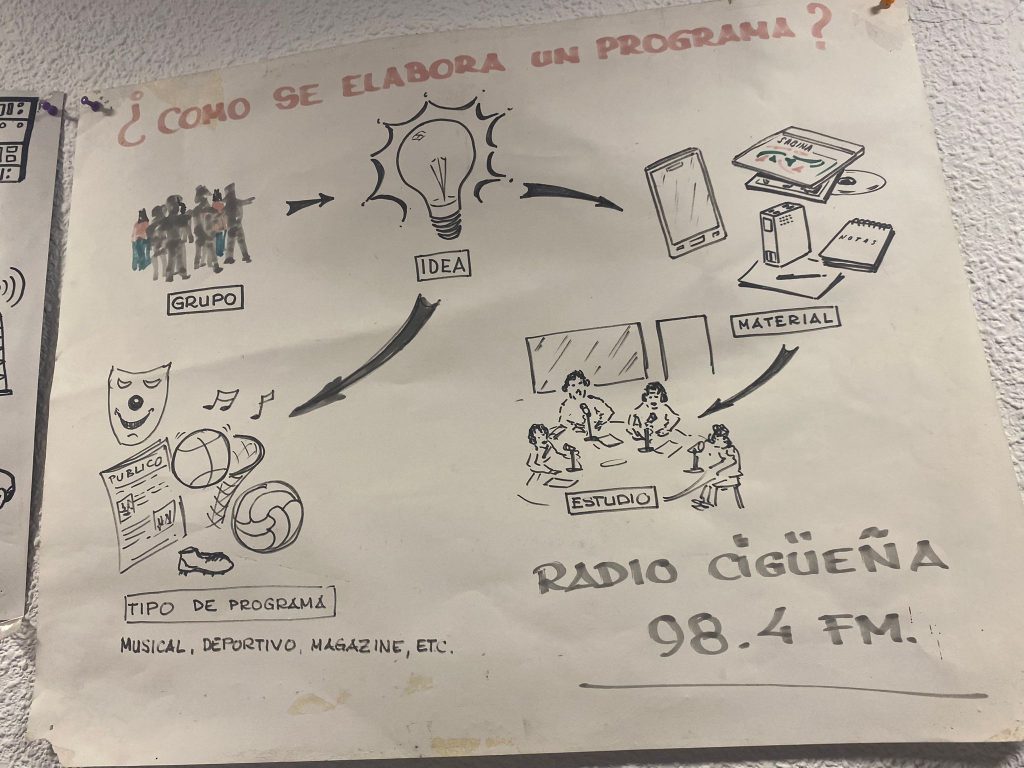 ¿COMO SE ELABORA UN PROGRAMA?
GRUPO
IDEA
SABINA
NOTAS
MATERIAL
PUBLICO
ESTUDIO
TIPO DE PROGRAMA
MUSICAL, DEPORTIVO, MAGAZINE, ETC.
RADIO CIGÜEÑA
98.4 FM.